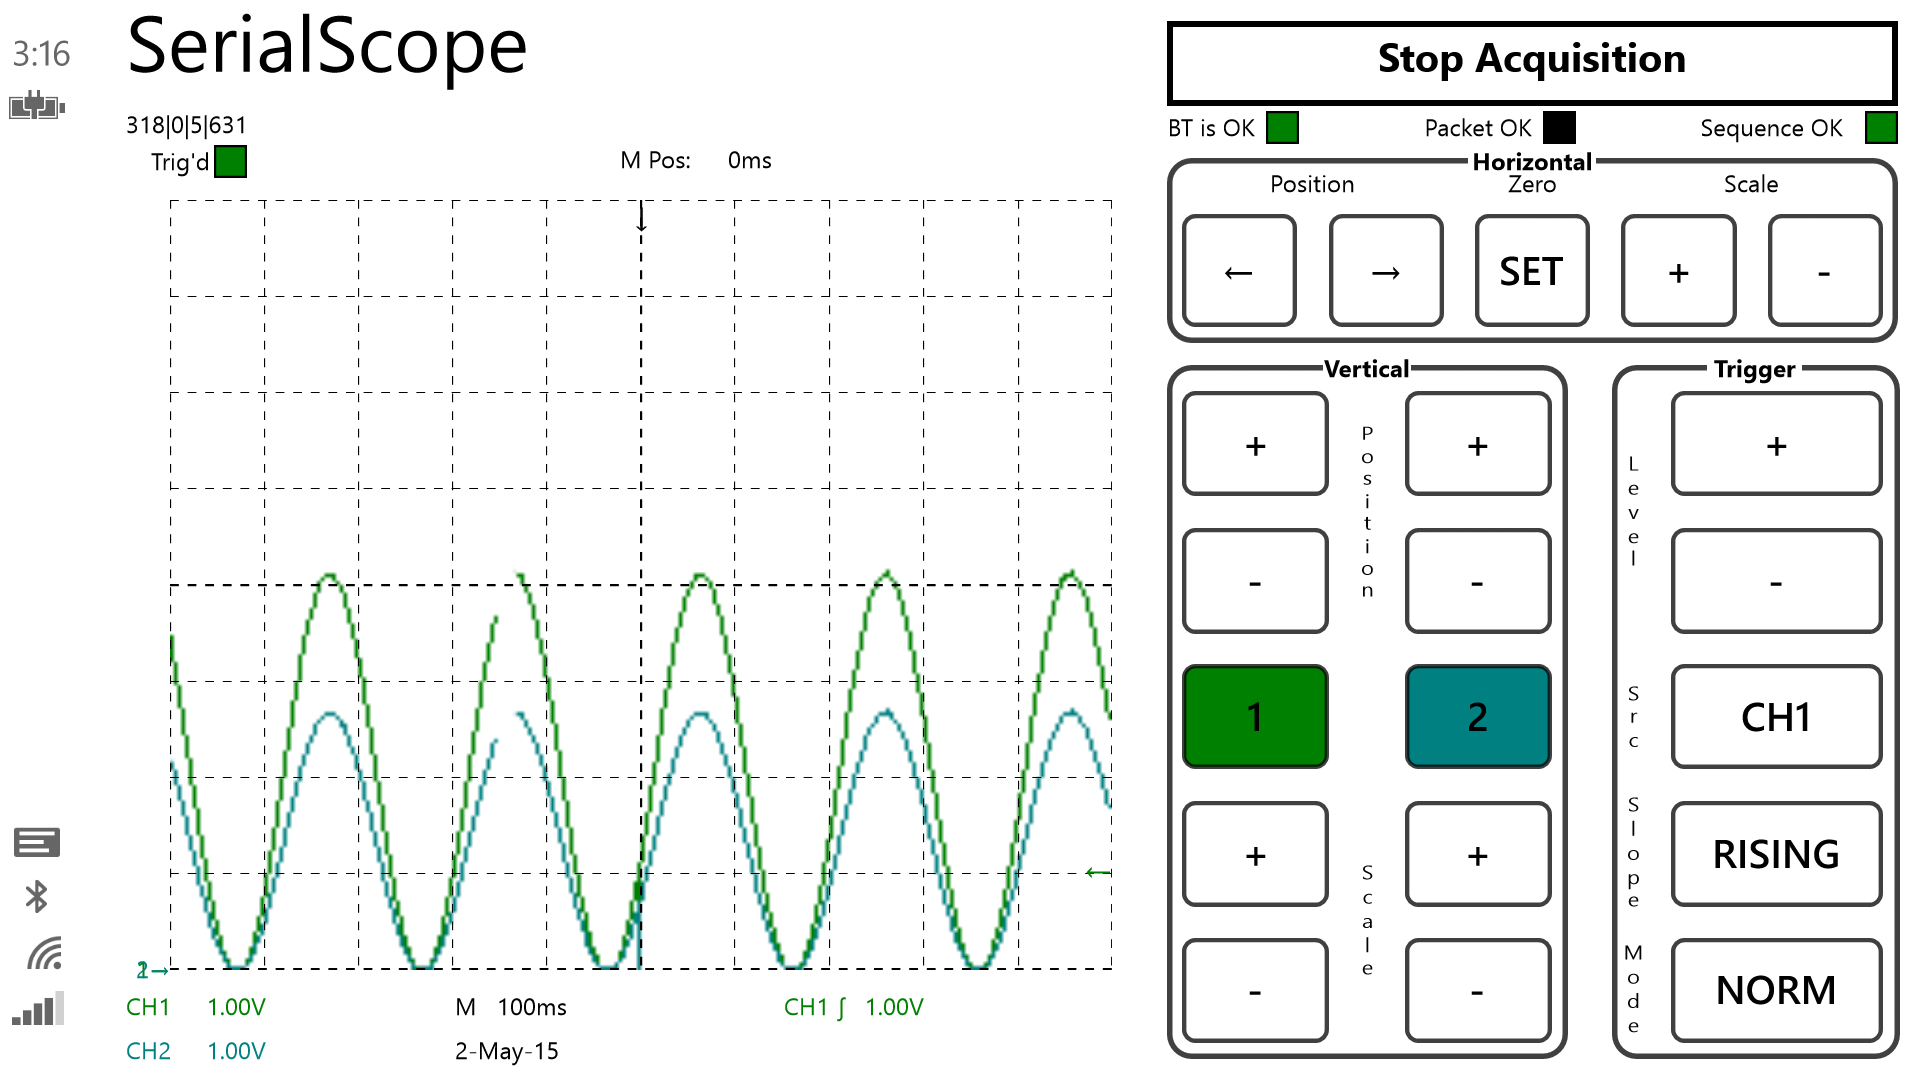 3:16
SerialScope
318|0|5|631
Trig'd
M Pos: 0ms
2→
CH1 1.00V M 100ms CH1 ∫ 1.00V
CH2 1.00V 2-May-15
Stop Acquisition
BT is OK Packet OK Sequence OK
Horizontal
Position Zero Scale
← → SET + -
Vertical
+ Position +
- -
1 2
+ Scale +
- -
Trigger
Level +
-
Src CH1
Slope RISING
Mode NORM